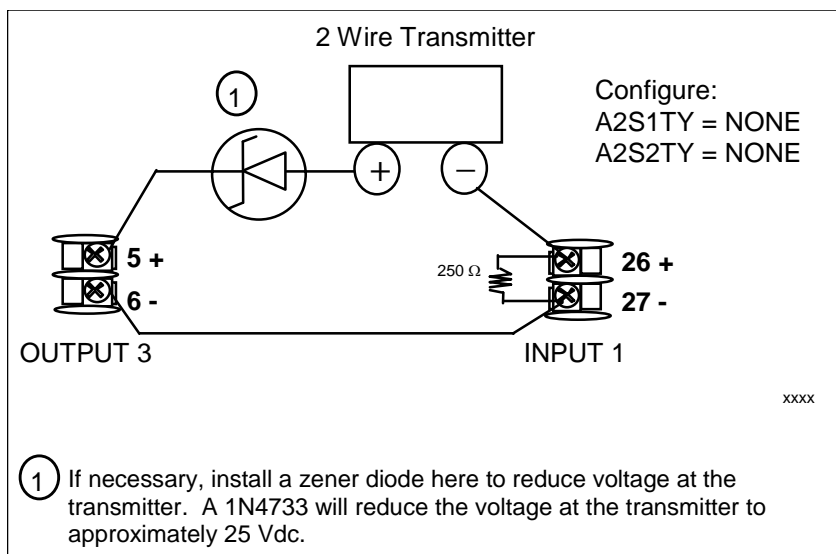 2 Wire Transmitter
1
Configure:
A2S1TY = NONE
A2S2TY = NONE
+
−
5 +
6 -
250 Ω
26 +
27 -
OUTPUT 3
INPUT 1
xxxx
1 If necessary, install a zener diode here to reduce voltage at the
transmitter. A 1N4733 will reduce the voltage at the transmitter to
approximately 25 Vdc.